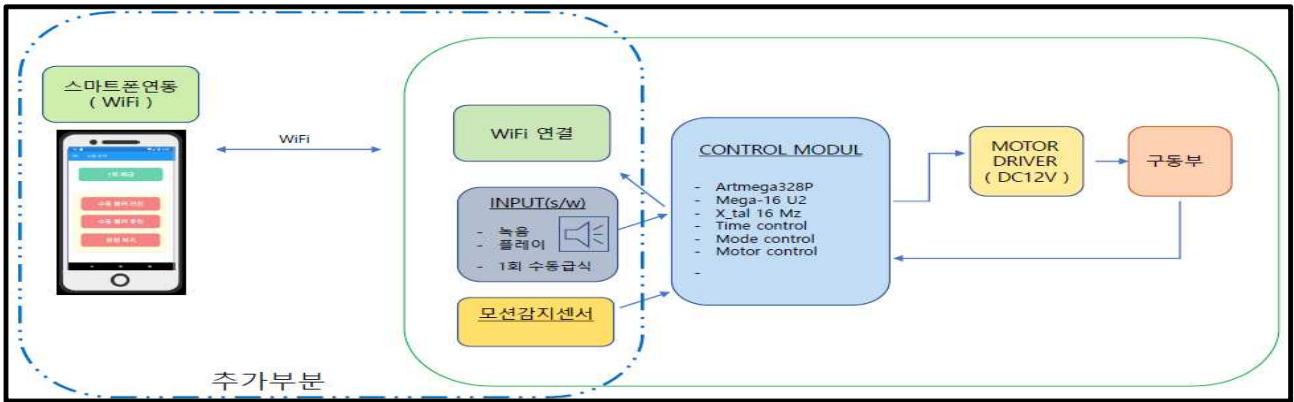 스마트폰연동
( WiFi )
WiFi
WiFi 연결
INPUT(s/w)
- 녹음
- 플레이
- 1회 수동급식
모션감지센서
CONTROL MODUL
- Artmega328P
- Mega-16 U2
- X_tal 16 Mz
- Time control
- Mode control
- Motor control
-
MOTOR
DRIVER
( DC12V )
구동부
추가부분